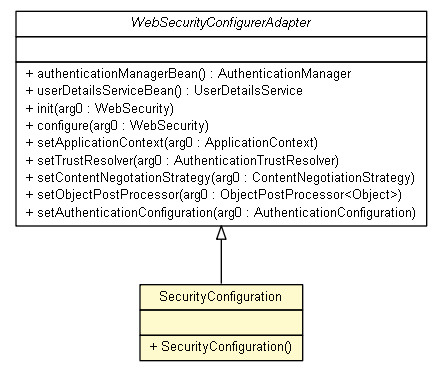 WebSecurityConfigurerAdapter
+ authenticationManagerBean() : AuthenticationManager
+ userDetailsServiceBean() : UserDetailsService
+ init(arg0 : WebSecurity)
+ configure(arg0 : WebSecurity)
+ setApplicationContext(arg0 : ApplicationContext)
+ setTrustResolver(arg0 : AuthenticationTrustResolver)
+ setContentNegotationStrategy(arg0 : ContentNegotiationStrategy)
+ setObjectPostProcessor(arg0 : ObjectPostProcessor<Object>)
+ setAuthenticationConfiguration(arg0 : AuthenticationConfiguration)
SecurityConfiguration
+ SecurityConfiguration()